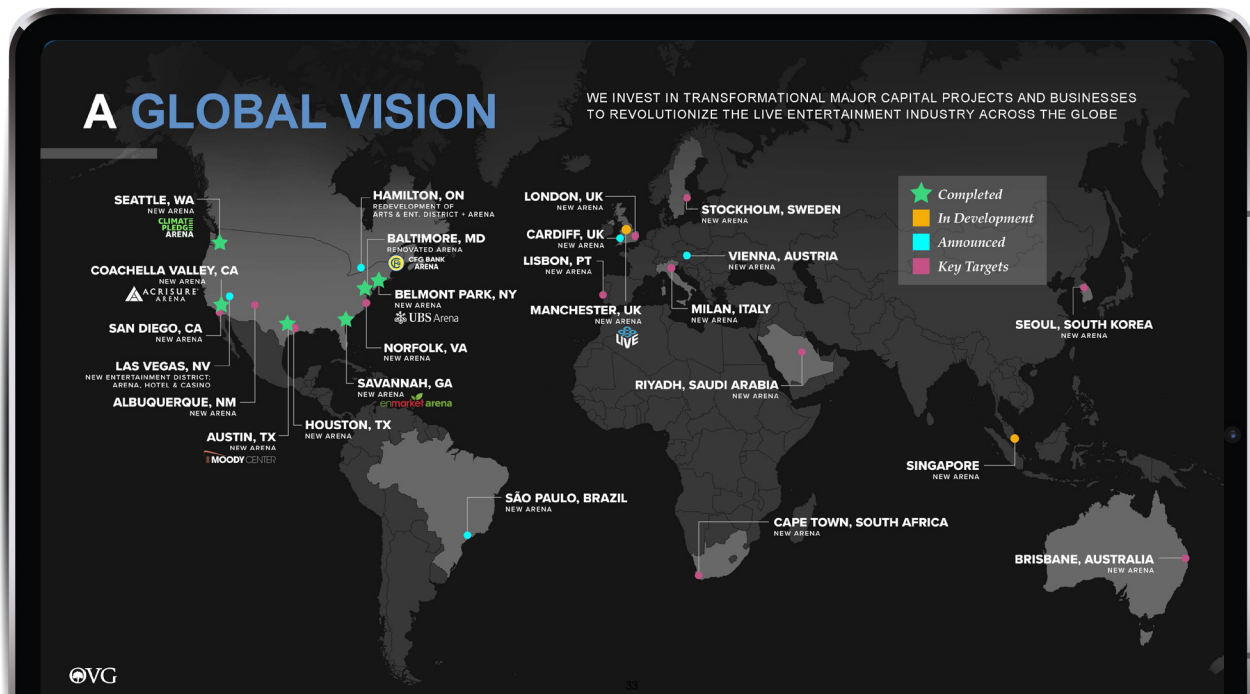 A GLOBAL VISION
WE INVEST IN TRANSFORMATIONAL MAJOR CAPITAL PROJECTS AND BUSINESSES
TO REVOLUTIONIZE THE LIVE ENTERTAINMENT INDUSTRY ACROSS THE GLOBE
SEATTLE, WA
NEW ARENA
CLIMATE
PLEDGE
ARENA
COACHELLA VALLEY, CA
NEW ARENA
ACRISURE
ARENA
SAN DIEGO, CA
NEW ARENA
LAS VEGAS, NV
NEW ENTERTAINMENT DISTRICT:
ARENA, HOTEL & CASINO
ALBUQUERQUE, NM
NEW ARENA
AUSTIN, TX
NEW ARENA
MOODY CENTER
HOUSTON, TX
NEW ARENA
HAMILTON, ON
REDEVELOPMENT OF
ARTS & ENT. DISTRICT + ARENA
BALTIMORE, MD
RENOVATED ARENA
CFG BANK
ARENA
BELMONT PARK, NY
NEW ARENA
UBS Arena
NORFOLK, VA
NEW ARENA
SAVANNAH, GA
NEW ARENA
enmarket arena
SÃO PAULO, BRAZIL
NEW ARENA
LONDON, UK
NEW ARENA
CARDIFF, UK
NEW ARENA
LISBON, PT
NEW ARENA
MANCHESTER, UK
NEW ARENA
LIVE
STOCKHOLM, SWEDEN
NEW ARENA
VIENNA, AUSTRIA
NEW ARENA
MILAN, ITALY
NEW ARENA
RIYADH, SAUDI ARABIA
NEW ARENA
CAPE TOWN, SOUTH AFRICA
NEW ARENA
Completed
In Development
Announced
Key Targets
SEOUL, SOUTH KOREA
NEW ARENA
SINGAPORE
NEW ARENA
BRISBANE, AUSTRALIA
NEW ARENA
OVG
33